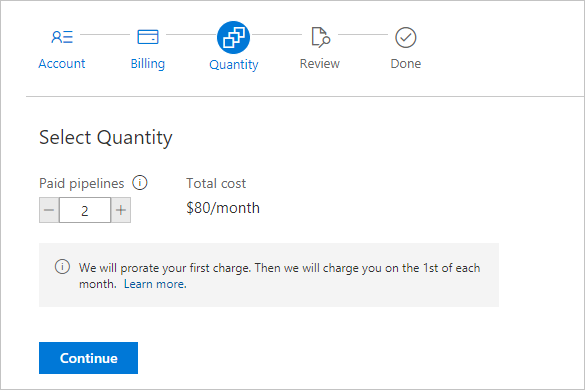 Account Billing Quantity Review Done
Select Quantity
Paid pipelines Total cost
2 $80/month
We will prorate your first charge. Then we will charge you on the 1st of each
month. Learn more.
Continue